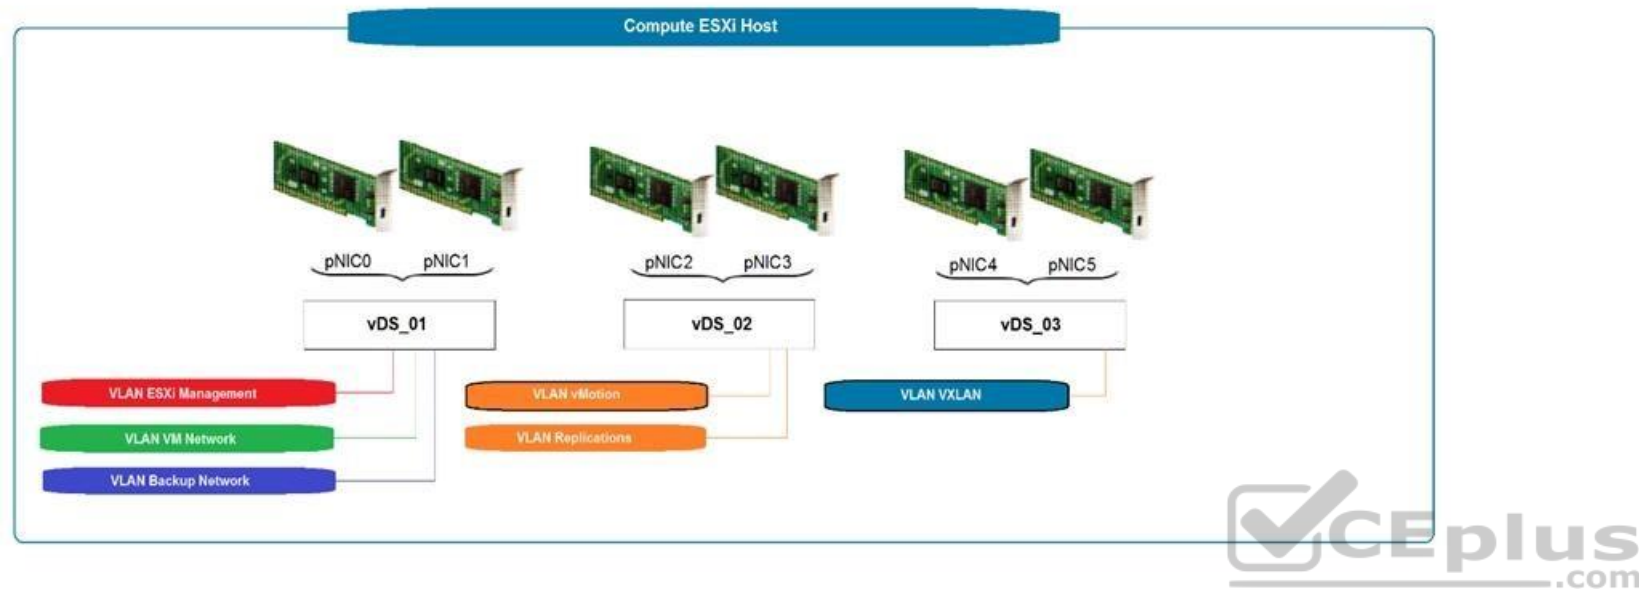 Compute ESXi Host
pNIC0
pNIC1
pNIC2
pNIC3
pNIC4
pNIC5
vDS_01
vDS_02
vDS_03
VLAN ESXi Management
VLAN VM Network
VLAN Backup Network
VLAN vMotion
VLAN Replications
VLAN VXLAN
CEplus
.com